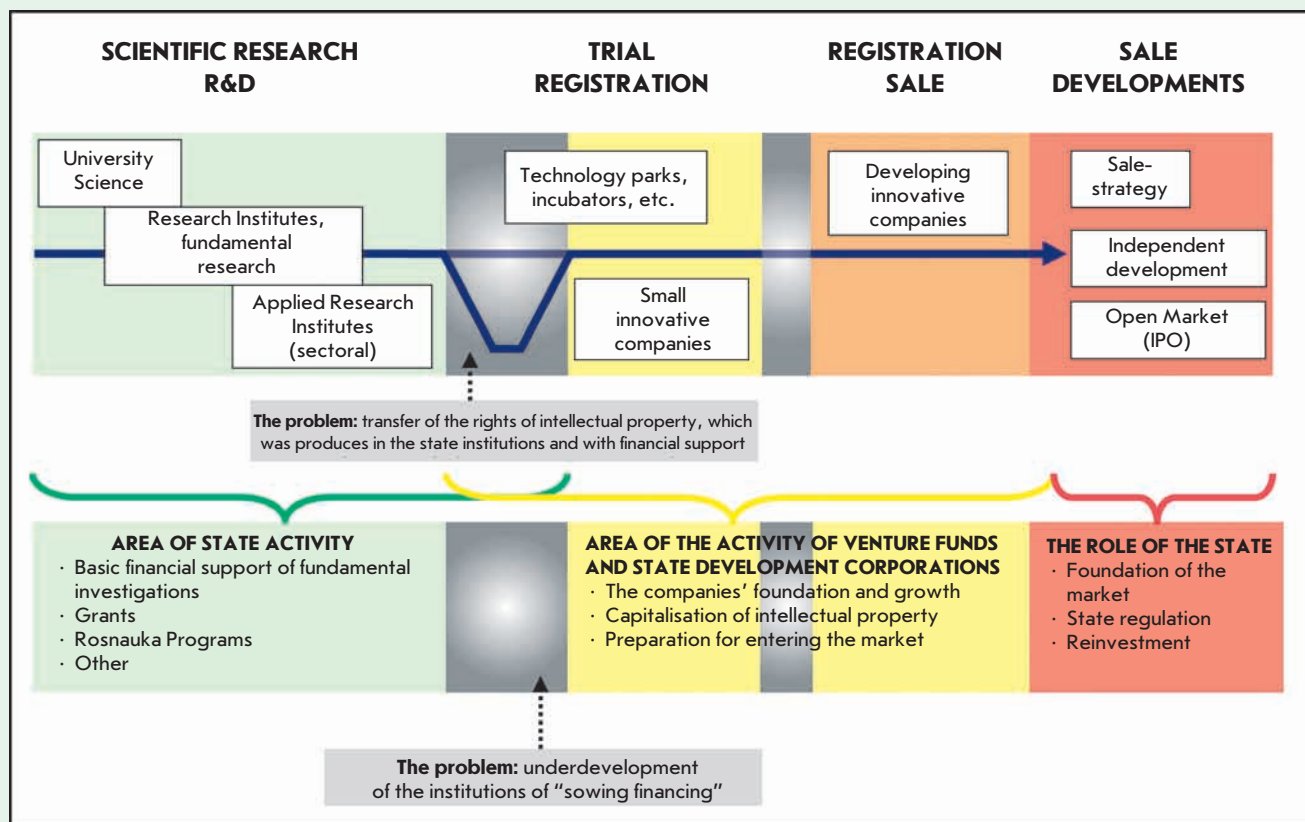 SCIENTIFIC RESEARCH
R&D
TRIAL
REGISTRATION
REGISTRATION
SALE
SALE
DEVELOPMENTS
University
Science
Research Institutes,
fundamental
research
Applied Research
Institutes
(sectoral)
Technology parks,
incubators, etc.
Small
innovative
companies
Developing
innovative
companies
Sale-
strategy
Independent
development
Open Market
(IPO)
The problem: transfer of the rights of intellectual property, which
was produces in the state institutions and with financial support
AREA OF STATE ACTIVITY
· Basic financial support of fundamental
investigations
· Grants
· Rosnauka Programs
· Other
AREA OF THE ACTIVITY OF VENTURE FUNDS
AND STATE DEVELOPMENT CORPORATIONS
· The companies' foundation and growth
· Capitalisation of intellectual property
· Preparation for entering the market
THE ROLE OF THE STATE
· Foundation of the
market
· State regulation
· Reinvestment
The problem: underdevelopment
of the institutions of “sowing financing”